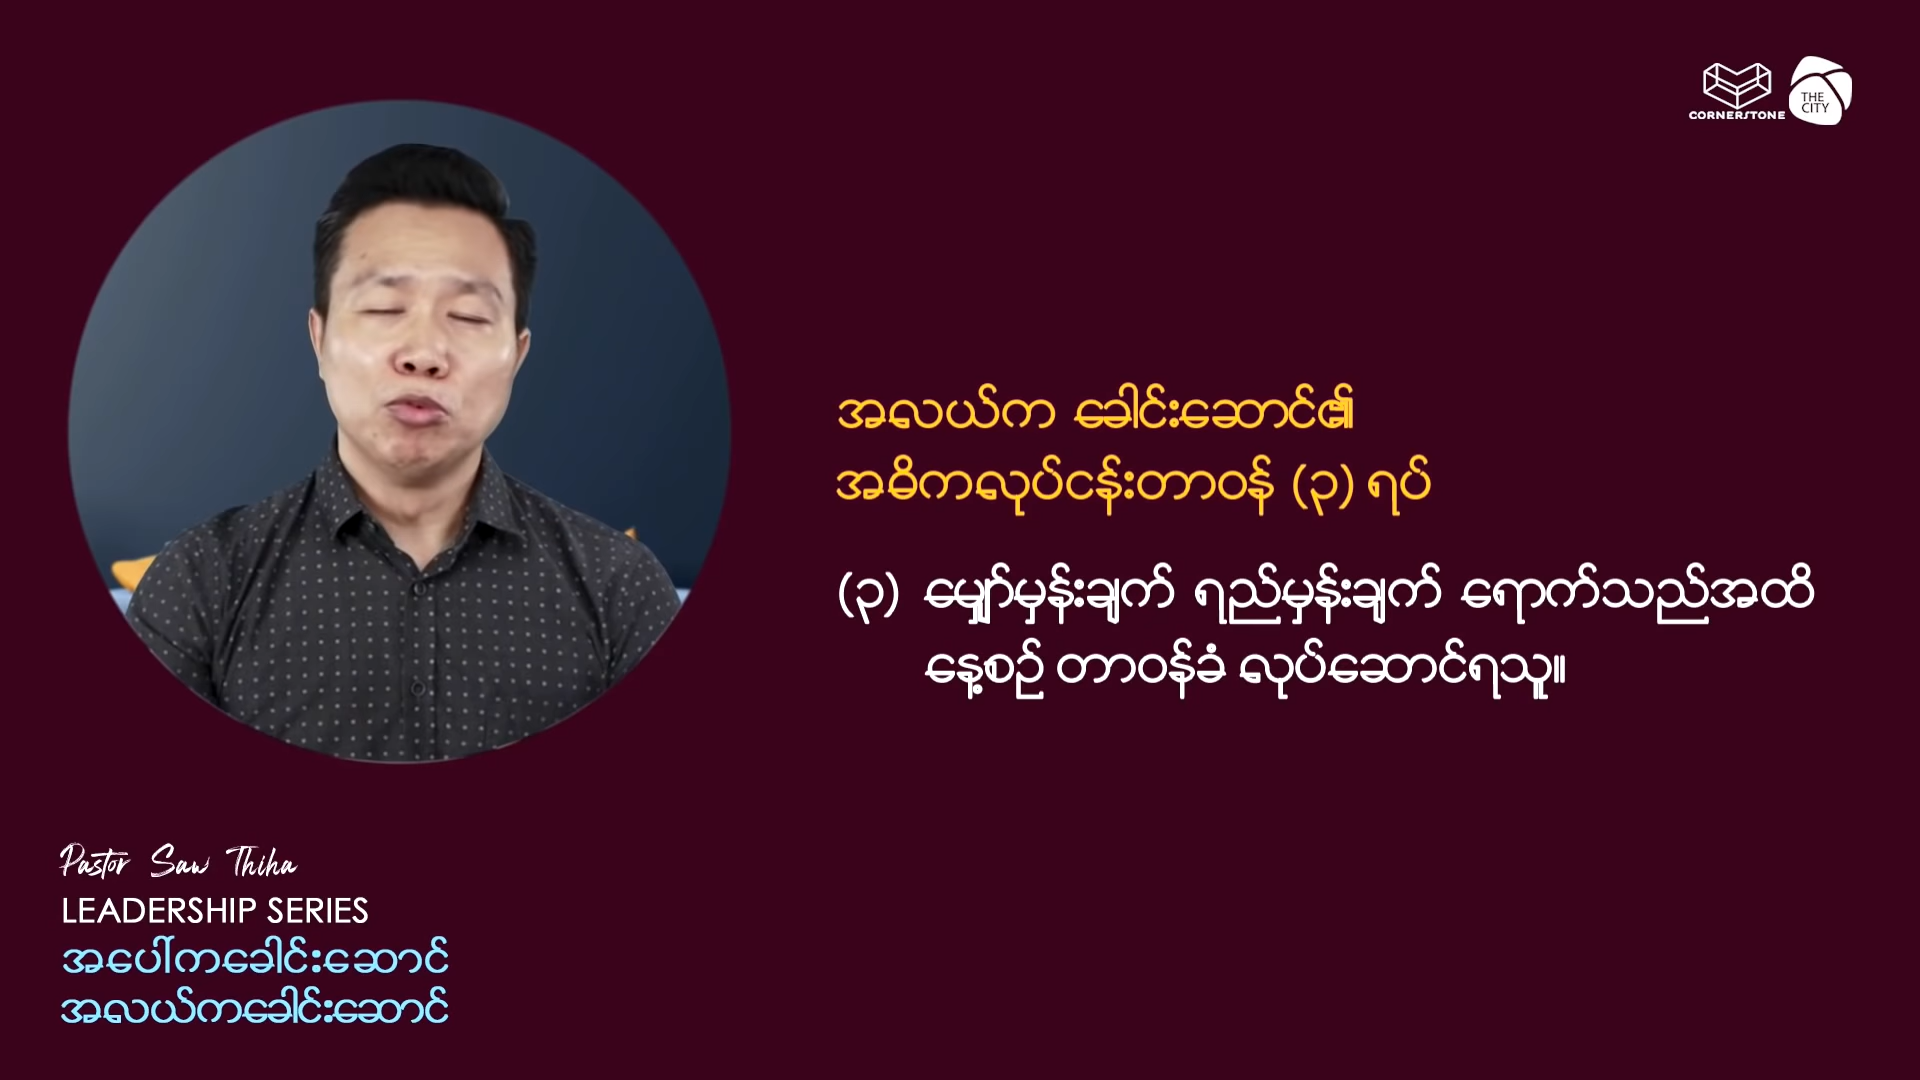 CORNERSTONE
THE
CITY
အလယ်က ခေါင်းဆောင်၏
အဓိကလုပ်ငန်းတာဝန် (၃) ရပ်
(၃) မျှော်မှန်းချက် ရည်မှန်းချက် ရောက်သည်အထိ
နေ့စဉ် တာဝန်ခံ လုပ်ဆောင်ရသူ။
Pastor Saw Thiha
LEADERSHIP SERIES
အပေါ်ကခေါင်းဆောင်
အလယ်ကခေါင်းဆောင်